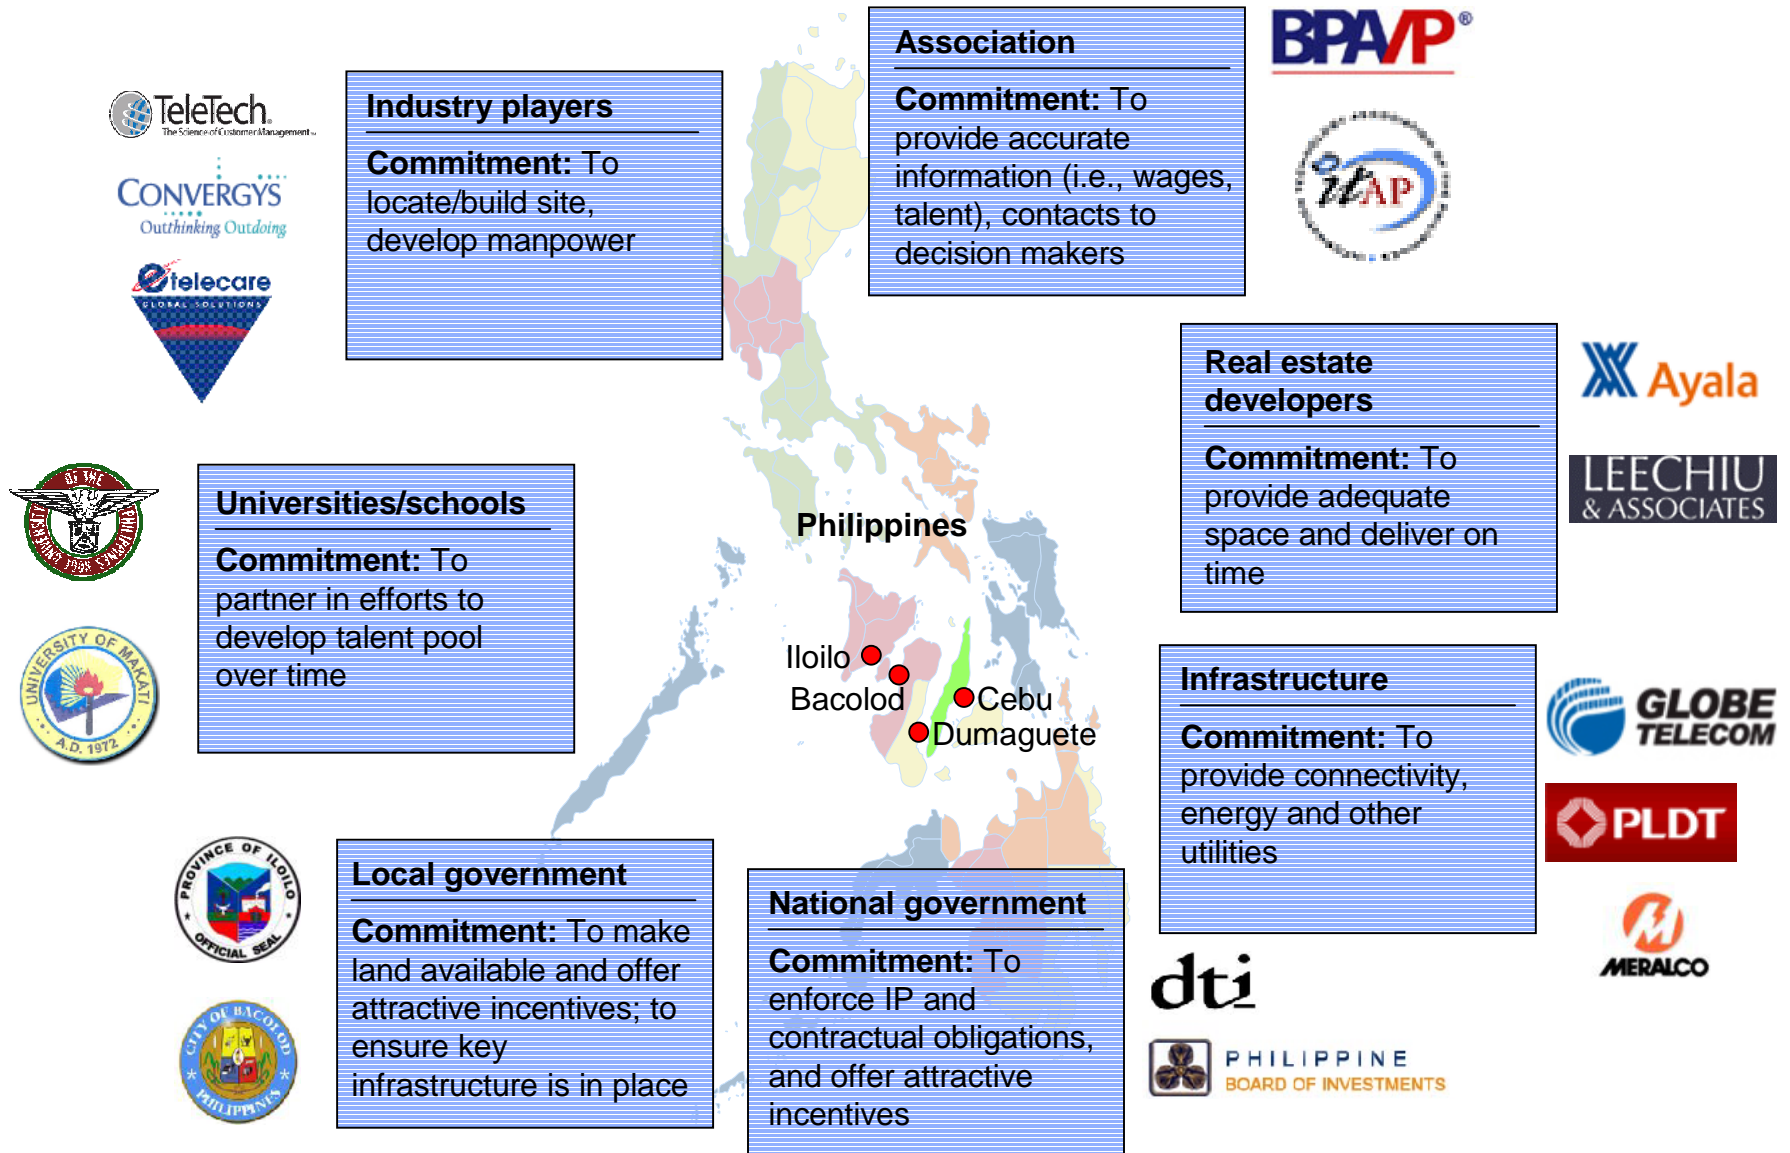 Association
Commitment: To
provide accurate
information (i.e., wages,
talent), contacts to
decision makers
BPA/P®
itAP
TeleTech.
The Science of Customer Management
CONVERGYS
Outthinking Outdoing
etelecare
GLOBAL SOLUTIONS
Industry players
Commitment: To
locate/build site,
develop manpower
Real estate
developers
Commitment: To
provide adequate
space and deliver on
time
Ayala
LEECHIU
& ASSOCIATES
Universities/schools
Commitment: To
partner in efforts to
develop talent pool
over time
UNIVERSITY OF THE PHILIPPINES 1908
UNIVERSITY OF MAKATI
A.D. 1972
Philippines
Iloilo
Bacolod
Cebu
Dumaguete
Infrastructure
Commitment: To
provide connectivity,
energy and other
utilities
GLOBE
TELECOM
PLDT
MERALCO
Local government
Commitment: To make
land available and offer
attractive incentives; to
ensure key
infrastructure is in place
PROVINCE OF ILOILO
OFFICIAL SEAL
CITY OF BACOLOD
PHILIPPINES
National government
Commitment: To
enforce IP and
contractual obligations,
and offer attractive
incentives
dti
PHILIPPINE
BOARD OF INVESTMENTS